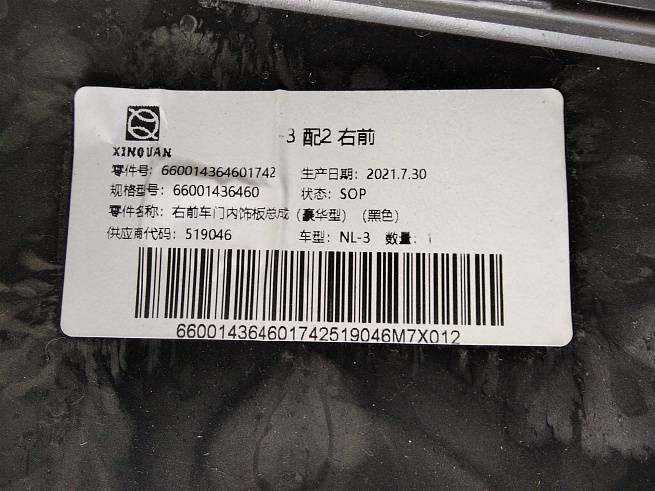 -3 配2 右前
XINQUAN
零件号: 660014364601742 生产日期: 2021.7.30
规格型号: 66001436460 状态: SOP
零件名称: 右前车门内饰板总成 (豪华型) (黑色)
供应商代码: 519046 车型: NL-3 数量: 1
660014364601742519046M7X012